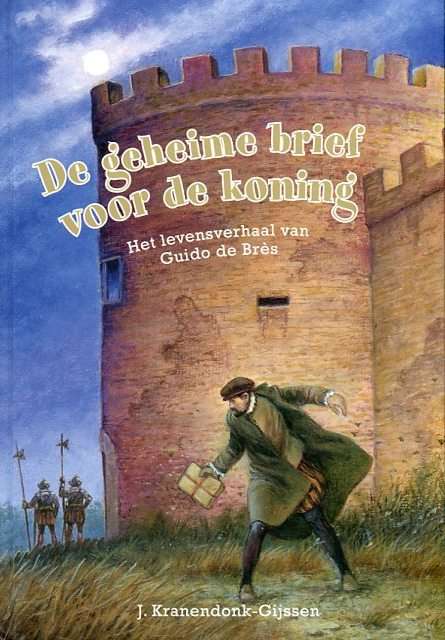 De geheime brief
voor de koning
Het levensverhaal van
Guido de Brès
J. Kranendonk-Gijssen